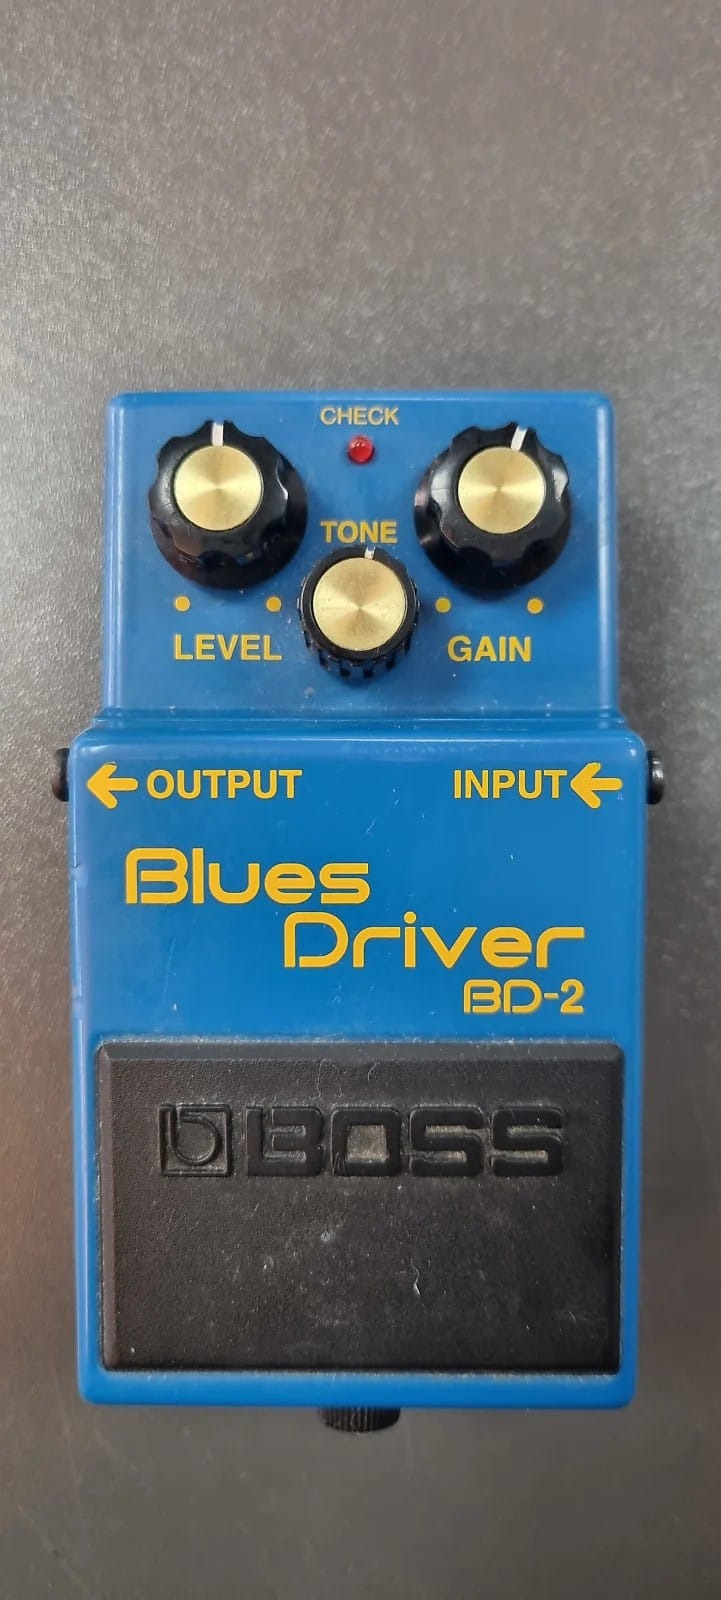 CHECK
TONE
LEVEL
GAIN
OUTPUT
INPUT
Blues
Driver
BD-2
BOSS